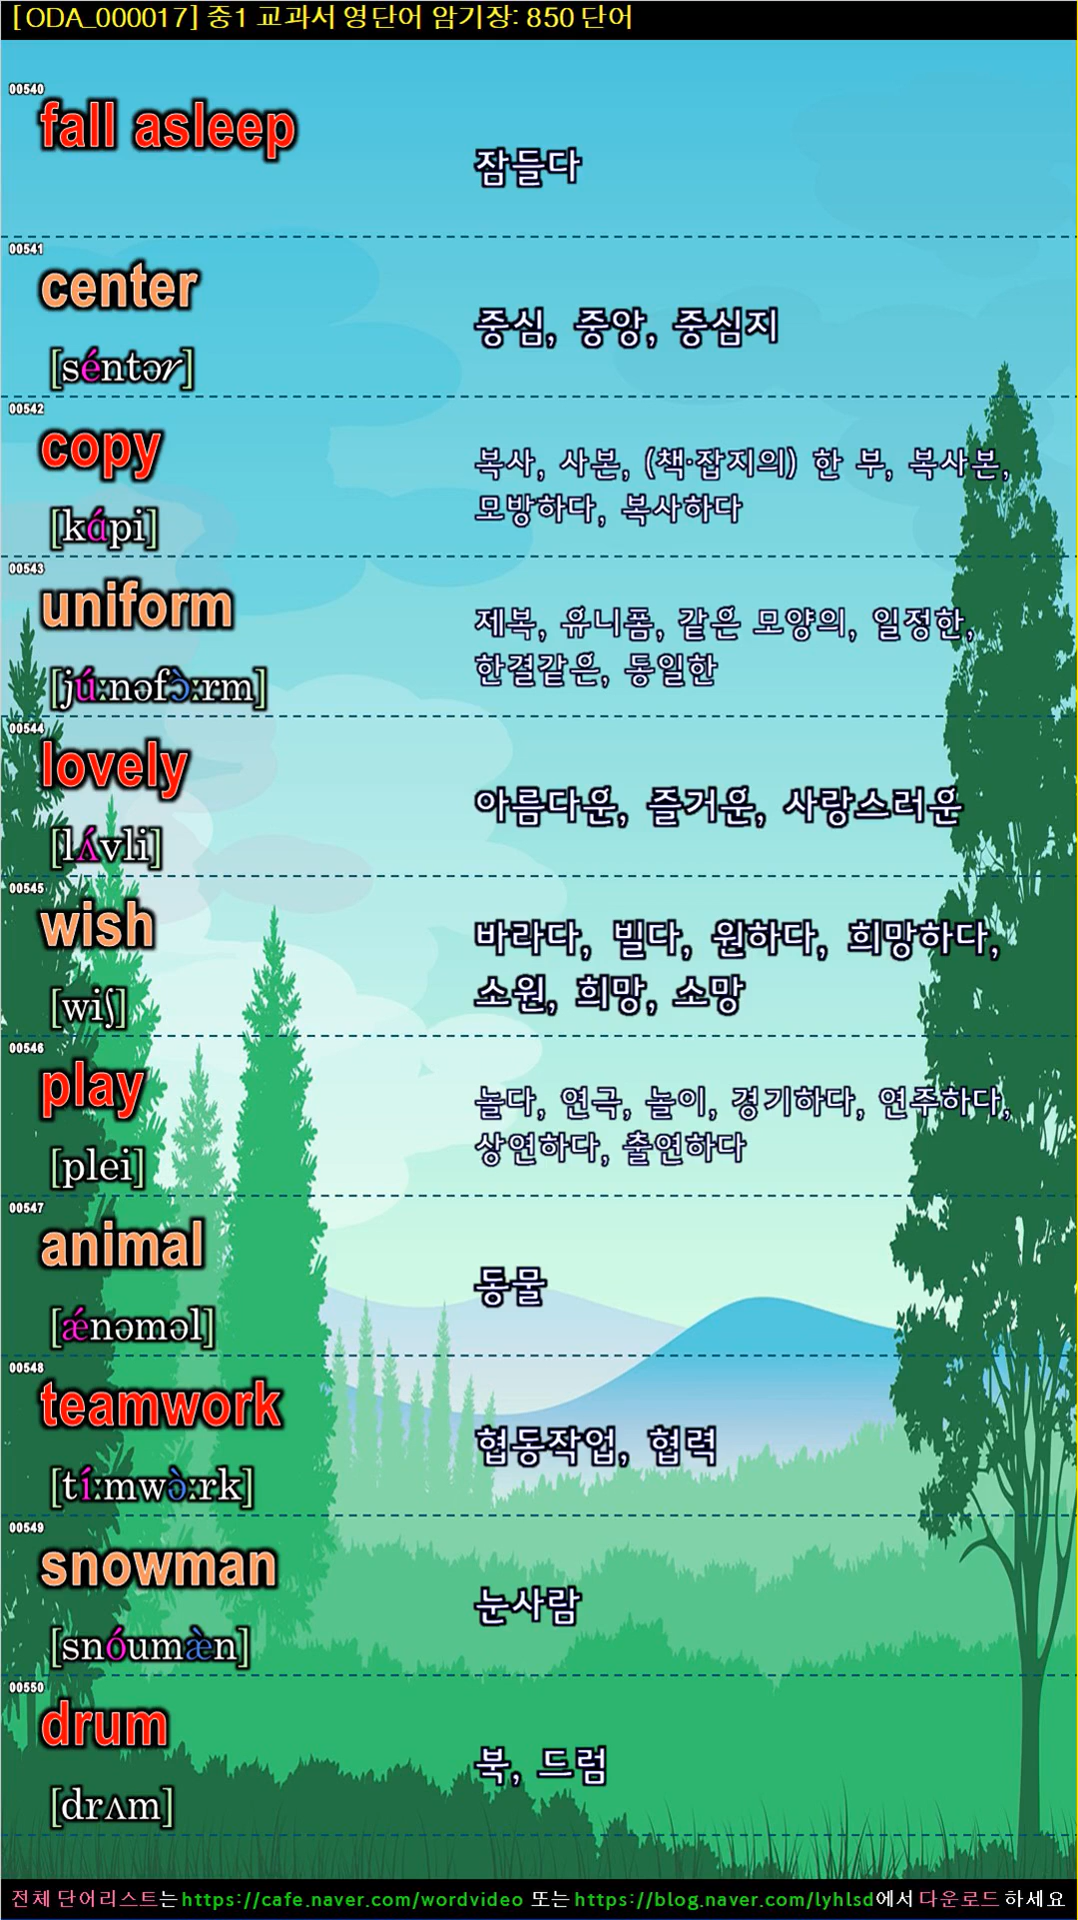 [ODA_000017] 중1 교과서 영단어 암기장: 850 단어
00540
fall asleep
잠들다
00541
center
중심, 중앙, 중심지
[séntər]
00542
copy
복사, 사본, (책·잡지의) 한 부, 복사본,
모방하다, 복사하다
[kɑ́pi]
00543
uniform
제복, 유니폼, 같은 모양의, 일정한,
한결같은, 동일한
[júːnəfɔ̀ːrm]
00544
lovely
아름다운, 즐거운, 사랑스러운
[lʌ́vli]
00545
wish
바라다, 빌다, 원하다, 희망하다,
소원, 희망, 소망
[wiʃ]
00546
play
놀다, 연극, 놀이, 경기하다, 연주하다,
상연하다, 출연하다
[plei]
00547
animal
동물
[ǽnəməl]
00548
teamwork
협동작업, 협력
[tíːmwɔ̀ːrk]
00549
snowman
눈사람
[snóumæ̀n]
00550
drum
북, 드럼
[drʌm]
전체 단어리스트는 https://cafe.naver.com/wordvideo 또는 https://blog.naver.com/lyhlsd에서 다운로드 하세요